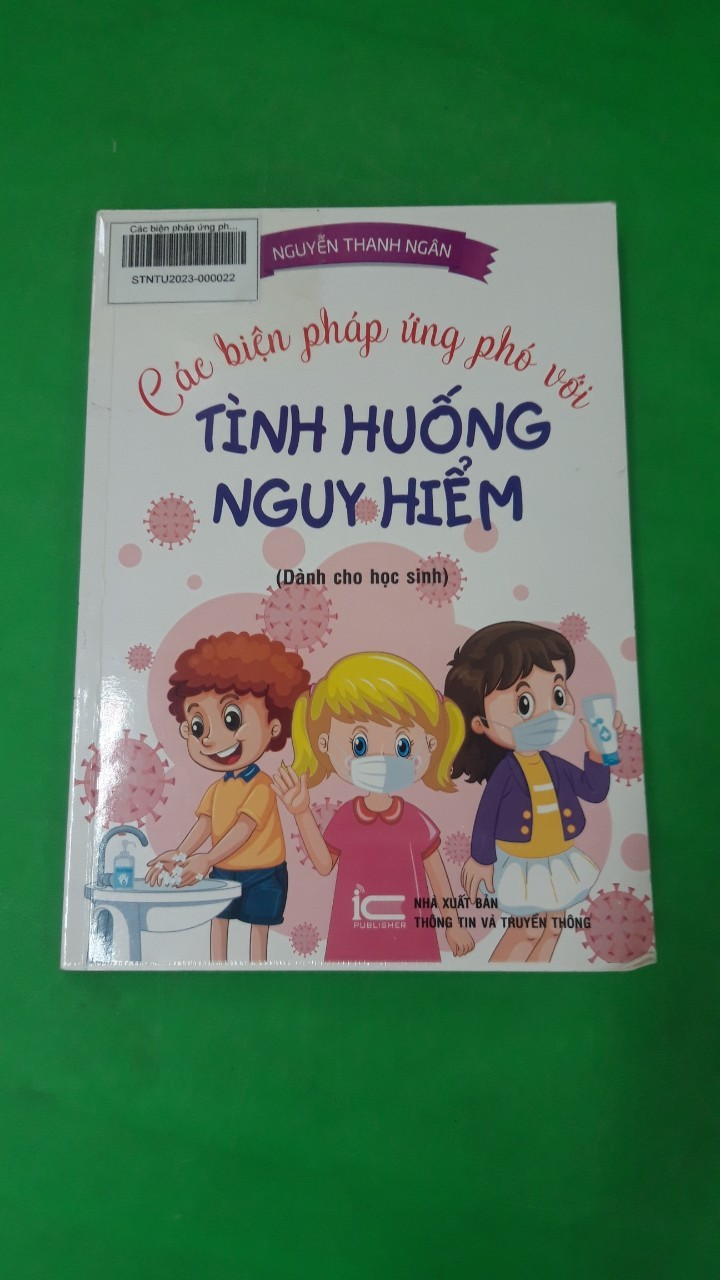 Các biện pháp ứng ph...
STNTU2023-000022
NGUYỄN THANH NGÂN
Các biện pháp ứng phó với
TÌNH HUỐNG
NGUY HIỂM
(Dành cho học sinh)
iC
PUBLISHER
NHÀ XUẤT BẢN
THÔNG TIN VÀ TRUYỀN THÔNG